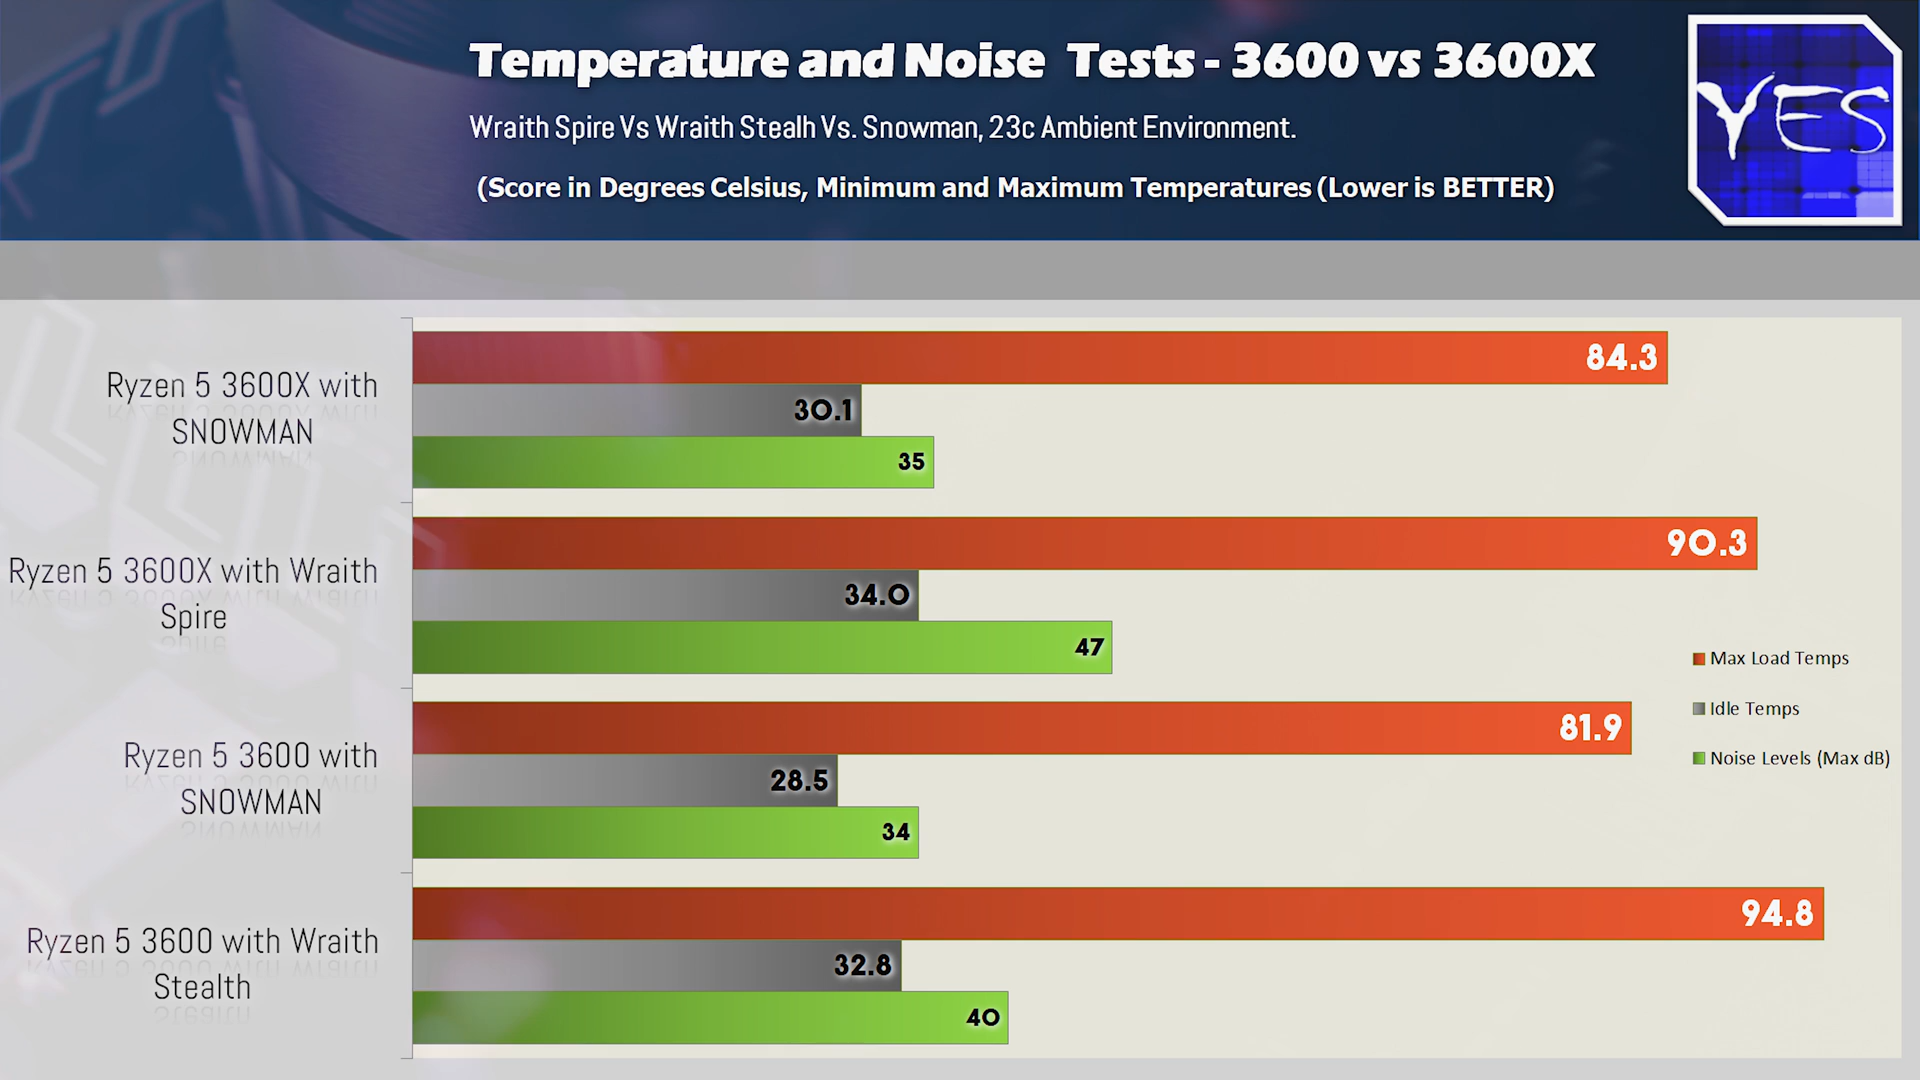 Temperature and Noise Tests - 3600 vs 3600X
Wraith Spire Vs Wraith Stealh Vs. Snowman, 23c Ambient Environment.
(Score in Degrees Celsius, Minimum and Maximum Temperatures (Lower is BETTER)
YES
Ryzen 5 3600X with
SNOWMAN
84.3
30.1
35
Ryzen 5 3600X with Wraith
Spire
90.3
34.0
47
Ryzen 5 3600 with
SNOWMAN
81.9
28.5
34
Ryzen 5 3600 with Wraith
Stealth
94.8
32.8
40
Max Load Temps
Idle Temps
Noise Levels (Max dB)